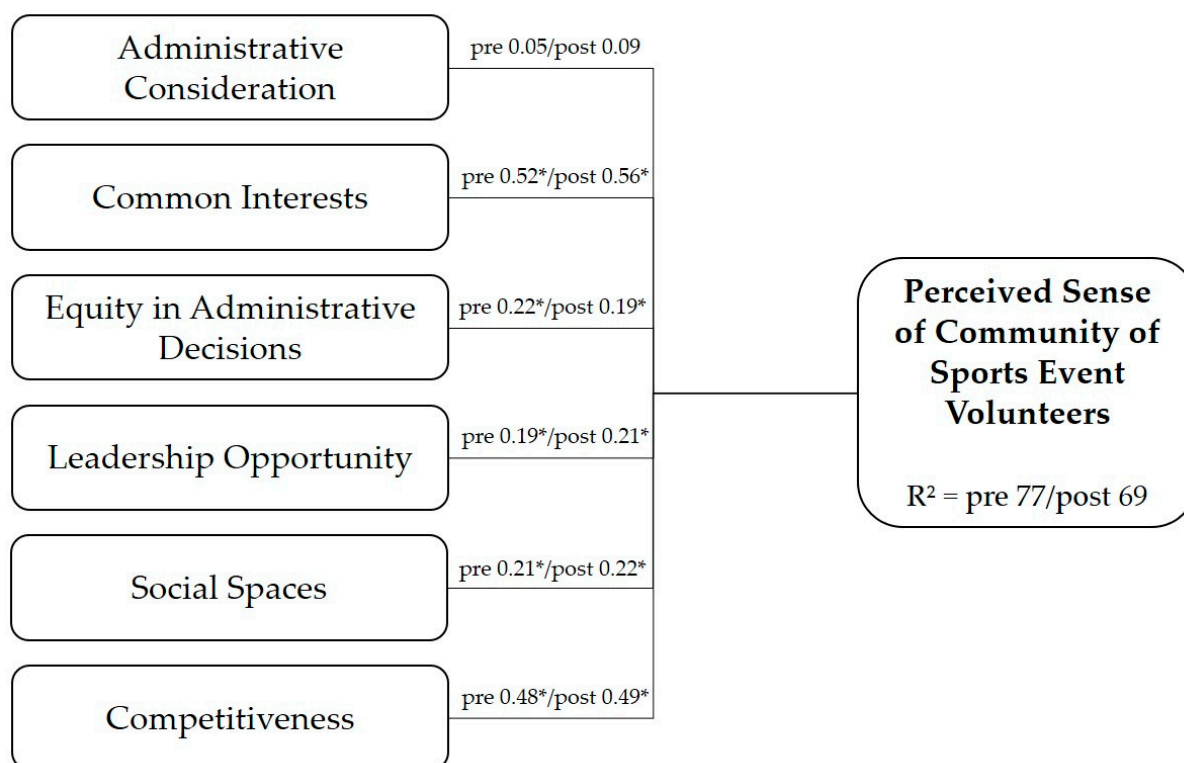 Administrative
Consideration
pre 0.05/post 0.09
Common Interests
pre 0.52*/post 0.56*
Equity in Administrative
Decisions
pre 0.22*/post 0.19*
Leadership Opportunity
pre 0.19*/post 0.21*
Social Spaces
pre 0.21*/post 0.22*
Competitiveness
pre 0.48*/post 0.49*
Perceived Sense
of Community of
Sports Event
Volunteers
R² = pre 77/post 69